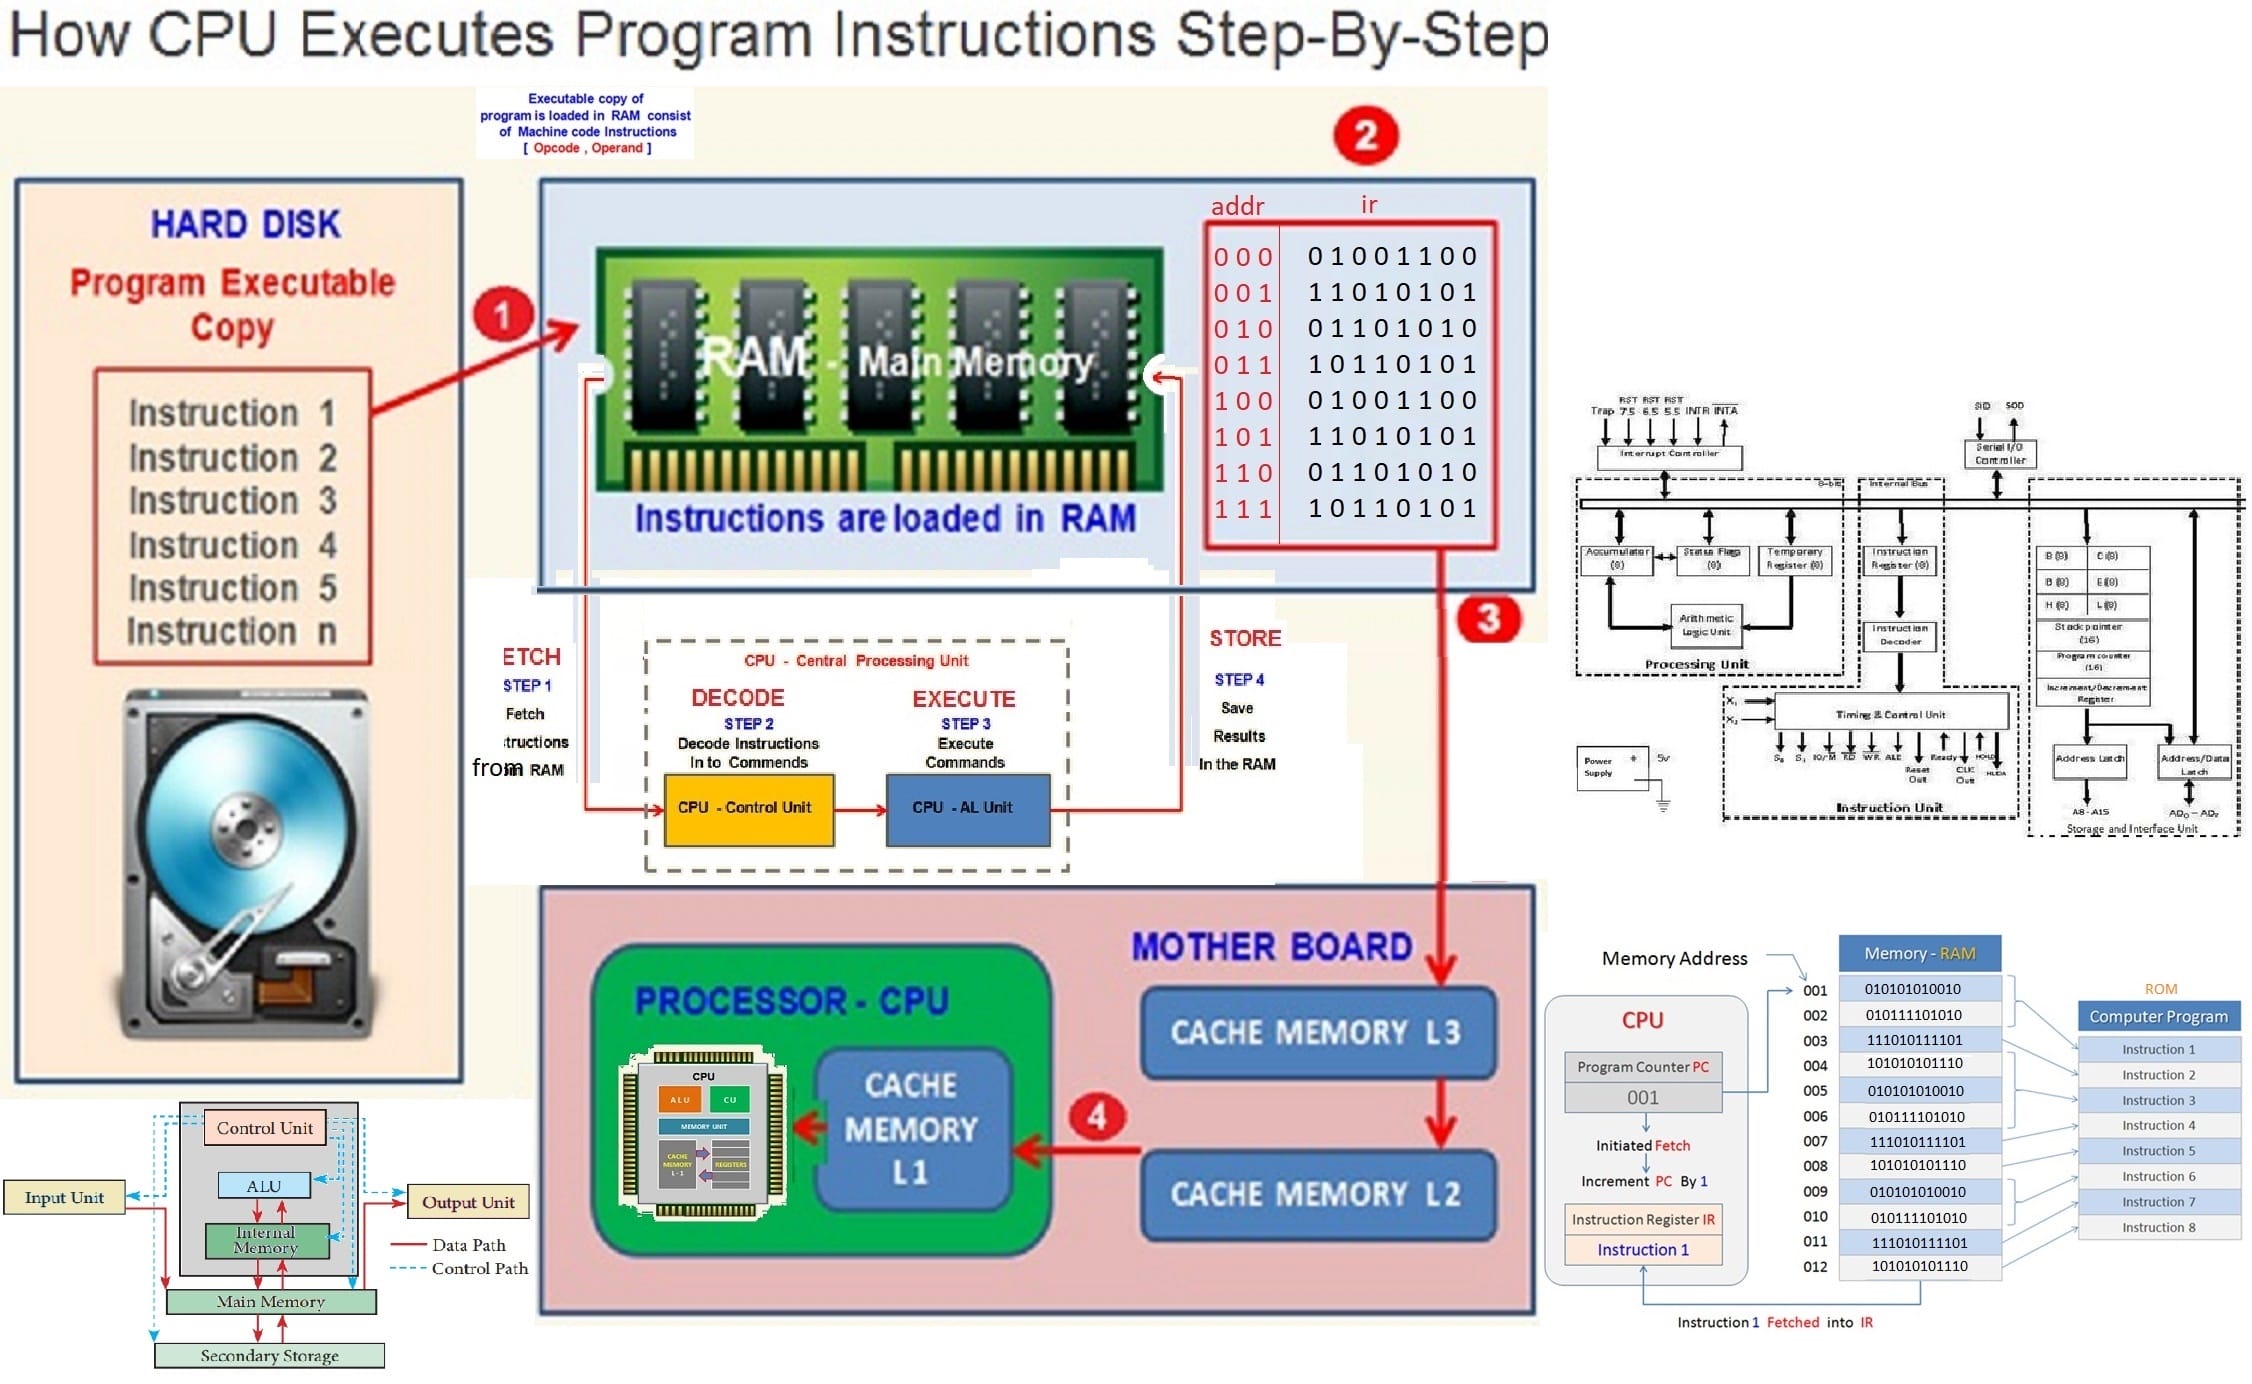 How CPU Executes Program Instructions Step-By-Step
Executable copy of
program is loaded in RAM consist
of Machine code Instructions
[ Opcode , Operand ]
HARD DISK
Program Executable
Copy
Instruction 1
Instruction 2
Instruction 3
Instruction 4
Instruction 5
Instruction n
1
2
RAM - Main Memory
Instructions are loaded in RAM
addr ir
000 01001100
001 11010101
010 01101010
011 10110101
100 01001100
101 11010101
110 01101010
111 10110101
3
ETCH
STEP 1
Fetch
tructions
from RAM
CPU - Central Processing Unit
DECODE
STEP 2
Decode Instructions
In to Commends
CPU - Control Unit
EXECUTE
STEP 3
Execute
Commands
CPU - AL Unit
STORE
STEP 4
Save
Results
In the RAM
MOTHER BOARD
PROCESSOR - CPU
CPU
ALU
CU
MEMORY UNIT
CACHE
MEMORY
L - 1
REGISTERS
CACHE
MEMORY
L1
4
CACHE MEMORY L3
CACHE MEMORY L2
Control Unit
ALU
Internal
Memory
Input Unit
Output Unit
Data Path
Control Path
Main Memory
Secondary Storage
RST RST RST
Trap 7.5 6.5 5.5 INTR INTA
Interrupt Controller
SID SOD
Serial I/O
Controller
8-bit
Internal Bus
Accumulator
(8)
Status Flag
(8)
Temporary
Register (8)
Arithmetic
Logic Unit
Processing Unit
Instruction
Register (8)
Instruction
Decoder
B (8) C (8)
B (8) E (8)
H (8) L (8)
Stack pointer
(16)
Program counter
(16)
Increment/Decrement
Register
X₁
X₂
Timing & Control Unit
S₀ S₁ IO/M RD WR ALE Ready HOLD
Reset
Out
CLK
Out
HLDA
Instruction Unit
Power
Supply
+
5v
Address Latch
Address/Data
Latch
A8 - A15
AD₀ - AD₇
Storage and Interface Unit
Memory Address
Memory - RAM
001 010101010010
002 010111101010
003 111010111101
004 101010101110
005 010101010010
006 010111101010
007 111010111101
008 101010101110
009 010101010010
010 010111101010
011 111010111101
012 101010101110
CPU
Program Counter PC
001
Initiated Fetch
Increment PC By 1
Instruction Register IR
Instruction 1
Instruction 1 Fetched into IR
ROM
Computer Program
Instruction 1
Instruction 2
Instruction 3
Instruction 4
Instruction 5
Instruction 6
Instruction 7
Instruction 8